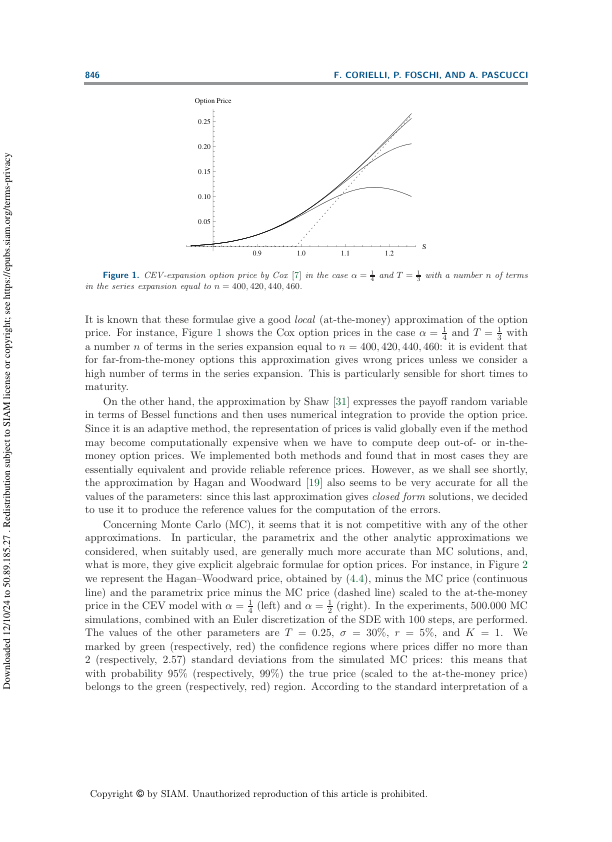 846
F. CORIELLI, P. FOSCHI, AND A. PASCUCCI
Option Price
0.25
0.20
0.15
0.10
0.05
0.9 1.0 1.1 1.2
S
Figure 1. CEV-expansion option price by Cox [7] in the case α = 1/4 and T = 1/3 with a number n of terms
in the series expansion equal to n = 400, 420, 440, 460.
It is known that these formulae give a good local (at-the-money) approximation of the option
price. For instance, Figure 1 shows the Cox option prices in the case α = 1/4 and T = 1/3 with
a number n of terms in the series expansion equal to n = 400, 420, 440, 460: it is evident that
for far-from-the-money options this approximation gives wrong prices unless we consider a
high number of terms in the series expansion. This is particularly sensible for short times to
maturity.
On the other hand, the approximation by Shaw [31] expresses the payoff random variable
in terms of Bessel functions and then uses numerical integration to provide the option price.
Since it is an adaptive method, the representation of prices is valid globally even if the method
may become computationally expensive when we have to compute deep out-of- or in-the-
money option prices. We implemented both methods and found that in most cases they are
essentially equivalent and provide reliable reference prices. However, as we shall see shortly,
the approximation by Hagan and Woodward [19] also seems to be very accurate for all the
values of the parameters: since this last approximation gives closed form solutions, we decided
to use it to produce the reference values for the computation of the errors.
Concerning Monte Carlo (MC), it seems that it is not competitive with any of the other
approximations. In particular, the parametrix and the other analytic approximations we
considered, when suitably used, are generally much more accurate than MC solutions, and,
what is more, they give explicit algebraic formulae for option prices. For instance, in Figure 2
we represent the Hagan–Woodward price, obtained by (4.4), minus the MC price (continuous
line) and the parametrix price minus the MC price (dashed line) scaled to the at-the-money
price in the CEV model with α = 1/4 (left) and α = 1/2 (right). In the experiments, 500.000 MC
simulations, combined with an Euler discretization of the SDE with 100 steps, are performed.
The values of the other parameters are T = 0.25, σ = 30%, r = 5%, and K = 1. We
marked by green (respectively, red) the confidence regions where prices differ no more than
2 (respectively, 2.57) standard deviations from the simulated MC prices: this means that
with probability 95% (respectively, 99%) the true price (scaled to the at-the-money price)
belongs to the green (respectively, red) region. According to the standard interpretation of a
Copyright © by SIAM. Unauthorized reproduction of this article is prohibited.
Downloaded 12/10/24 to 50.89.185.27 . Redistribution subject to SIAM license or copyright; see https://epubs.siam.org/terms-privacy